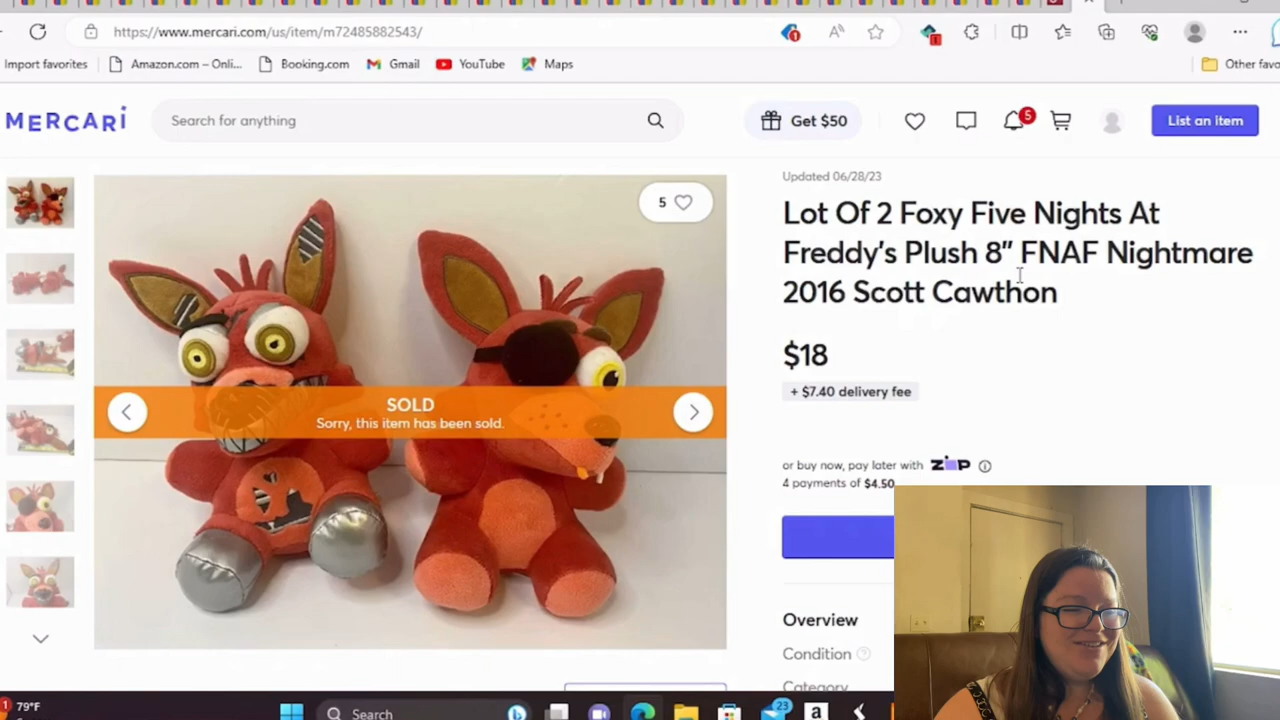 https://www.mercari.com/us/item/m72485882543/
1
Import favorites
Amazon.com – Onli...
Booking.com
Gmail
YouTube
Maps
Other favo
MERCARI
Search for anything
Get $50
5
List an item
5
Updated 06/28/23
Lot Of 2 Foxy Five Nights At
Freddy's Plush 8” FNAF Nightmare
2016 Scott Cawthon
$18
+ $7.40 delivery fee
SOLD
Sorry, this item has been sold.
or buy now, pay later with ZIP
4 payments of $4.50
Overview
Condition
Category
1
79°F
Search
23
a